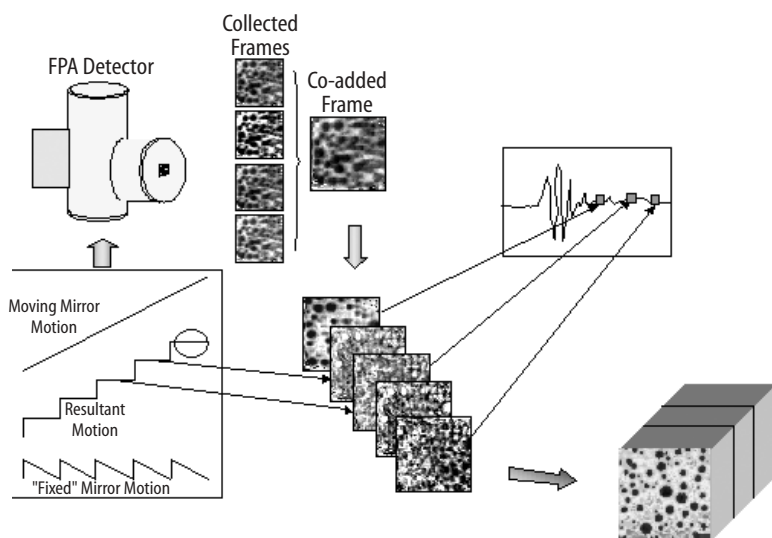 Collected
Frames
FPA Detector
Co-added
Frame
Moving Mirror
Motion
Resultant
Motion
"Fixed" Mirror Motion